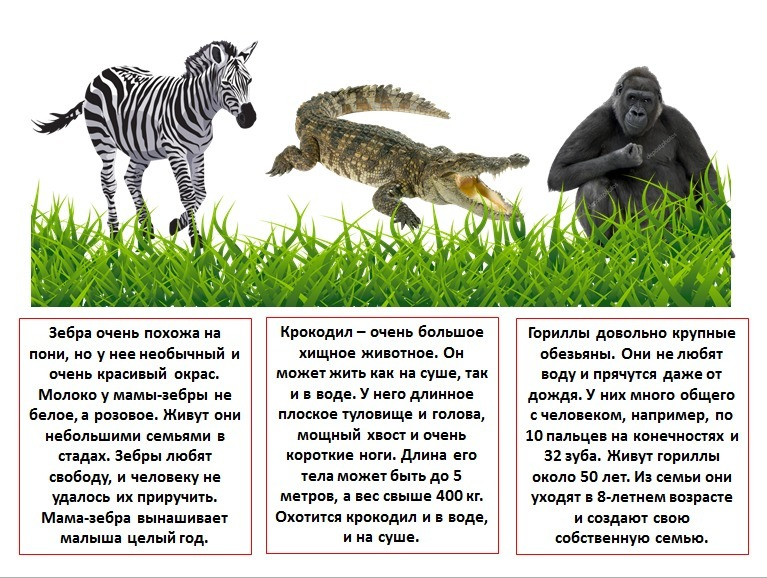 Зебра очень похожа на
пони, но у нее необычный и
очень красивый окрас.
Молоко у мамы-зебры не
белое, а розовое. Живут они
небольшими семьями в
стадах. Зебры любят
свободу, и человеку не
удалось их приручить.
Мама-зебра вынашивает
малыша целый год.
Крокодил – очень большое
хищное животное. Он
может жить как на суше, так
и в воде. У него длинное
плоское туловище и голова,
мощный хвост и очень
короткие ноги. Длина его
тела может быть до 5
метров, а вес свыше 400 кг.
Охотится крокодил и в воде,
и на суше.
Гориллы довольно крупные
обезьяны. Они не любят
воду и прячутся даже от
дождя. У них много общего
с человеком, например, по
10 пальцев на конечностях и
32 зуба. Живут гориллы
около 50 лет. Из семьи они
уходят в 8-летнем возрасте
и создают свою
собственную семью.